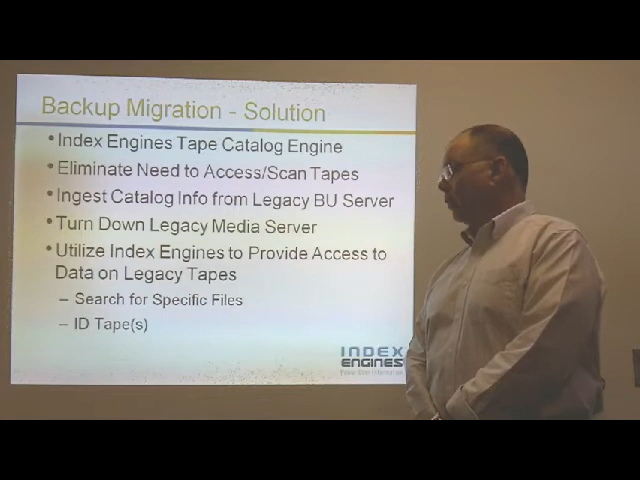 Backup Migration - Solution
• Index Engines Tape Catalog Engine
• Eliminate Need to Access/Scan Tapes
• Ingest Catalog Info from Legacy BU Server
• Turn Down Legacy Media Server
• Utilize Index Engines to Provide Access to
Data on Legacy Tapes
– Search for Specific Files
– ID Tape(s)
INDEX
ENGINES